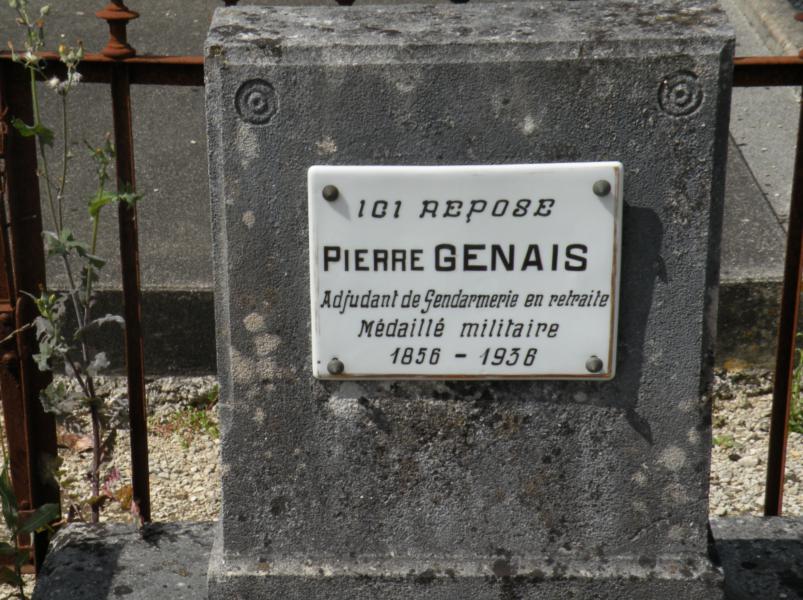 ICI REPOSE
PIERRE GENAIS
Adjudant de Gendarmerie en retraite
Médaillé militaire
1856 - 1936